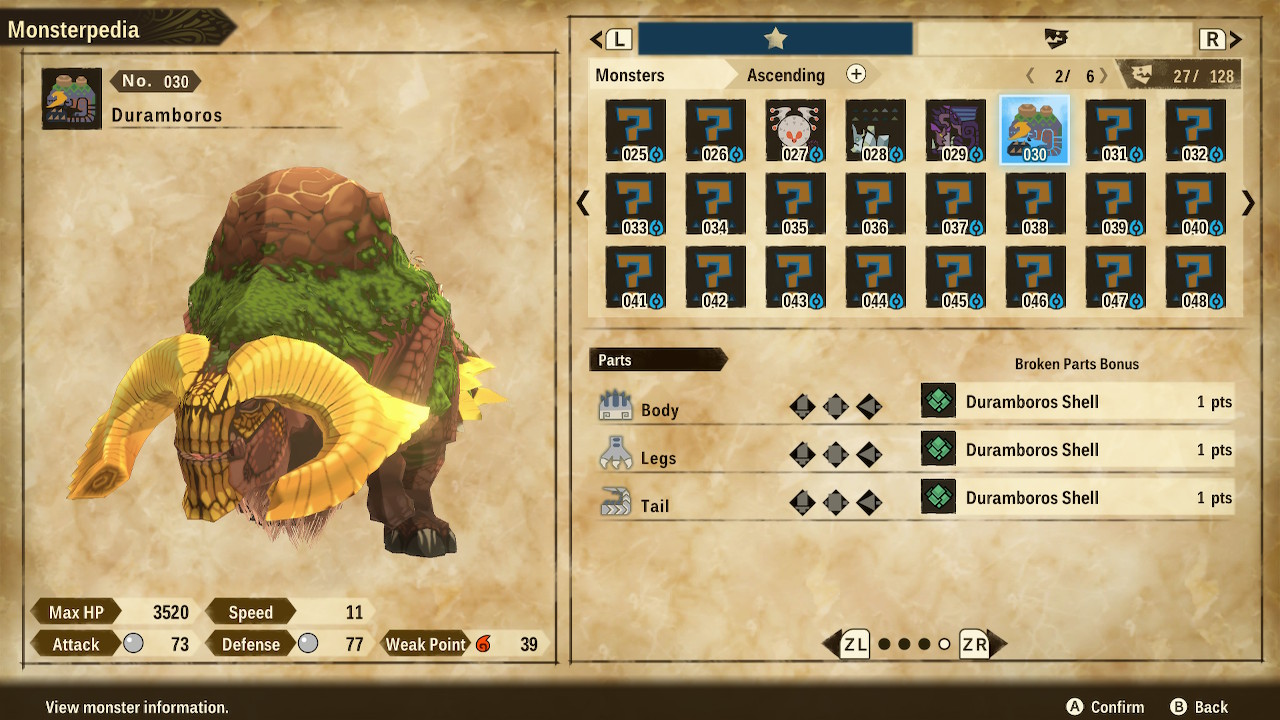 Monsterpedia
No. 030
Duramboros
Max HP 3520
Speed 11
Attack 73
Defense 77
Weak Point 39
L
R
Monsters
Ascending
2/ 6
27/ 128
025 026 027 028 029 030 031 032
033 034 035 036 037 038 039 040
041 042 043 044 045 046 047 048
Parts
Broken Parts Bonus
Body Duramboros Shell 1 pts
Legs Duramboros Shell 1 pts
Tail Duramboros Shell 1 pts
ZL ZR
View monster information.
A Confirm B Back